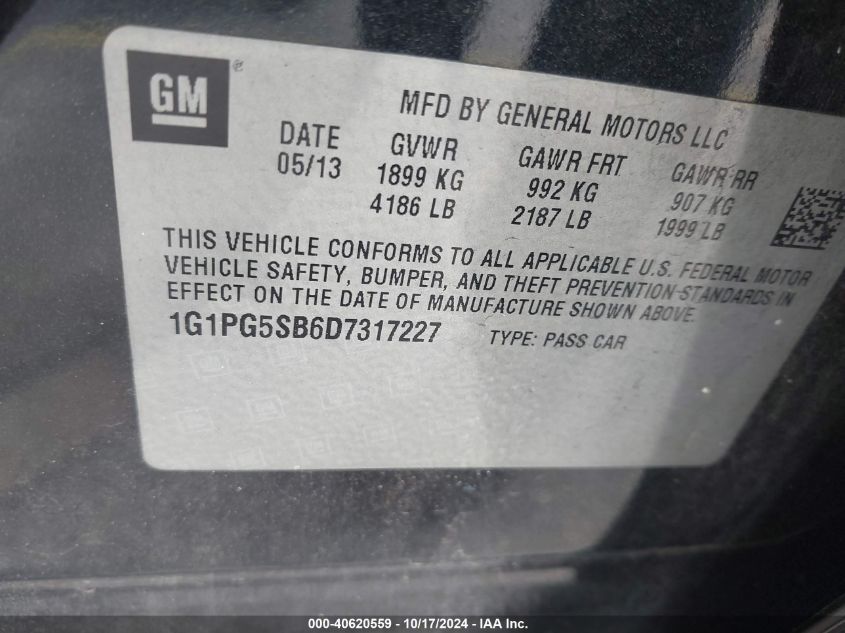 GM®
MFD BY GENERAL MOTORS LLC
DATE GVWR GAWR FRT GAWR RR
05/13 1899 KG 992 KG 907 KG
4186 LB 2187 LB 1999 LB
THIS VEHICLE CONFORMS TO ALL APPLICABLE U.S. FEDERAL MOTOR
VEHICLE SAFETY, BUMPER, AND THEFT PREVENTION STANDARDS IN
EFFECT ON THE DATE OF MANUFACTURE SHOWN ABOVE.
1G1PG5SB6D7317227 TYPE: PASS CAR
000-40620559 - 10/17/2024 - IAA Inc.